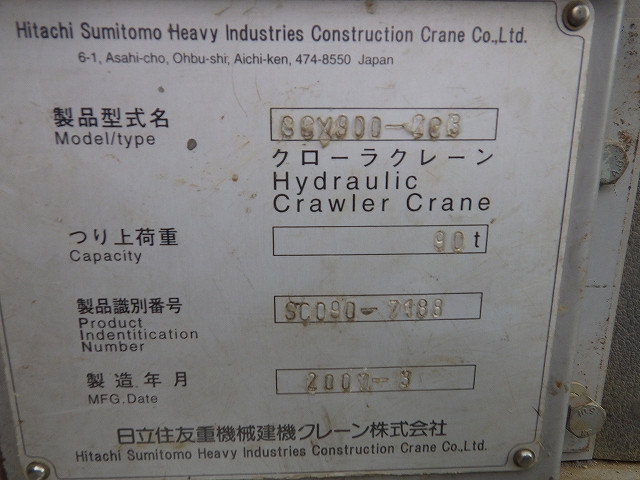 Hitachi Sumitomo Heavy Industries Construction Crane Co.,Ltd.
6-1, Asahi-cho, Ohbu-shi, Aichi-ken, 474-8550 Japan
製品型式名
Model/type
クローラクレーン
Hydraulic
Crawler Crane
つり上荷重 90t
Capacity
製品識別番号
Product
Indentitication
Number
製造年月
MFG.Date
日立住友重機械建機クレーン株式会社
Hitachi Sumitomo Heavy Industries Construction Crane Co.,Ltd.